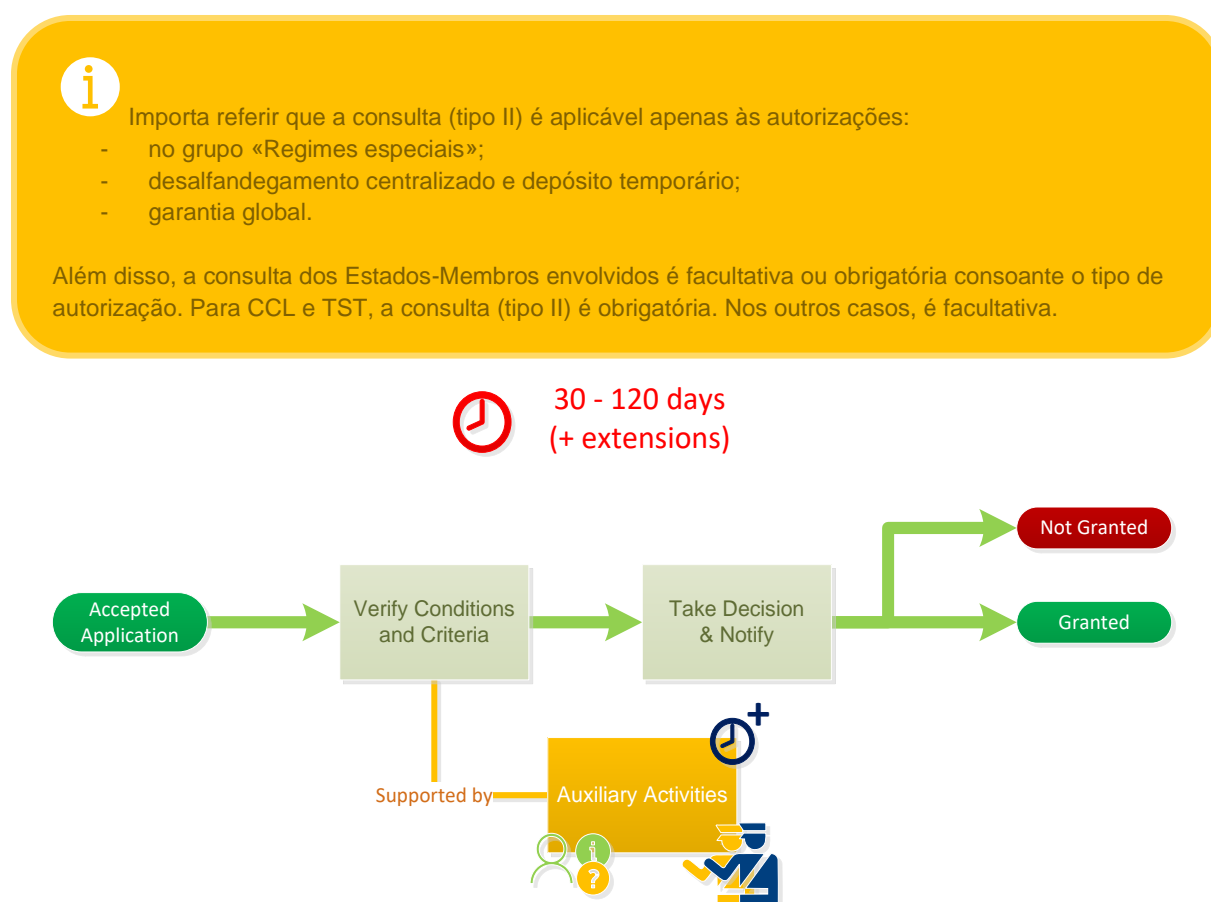 i
Importa referir que a consulta (tipo II) é aplicável apenas às autorizações:
- no grupo «Regimes especiais»;
- desalfandegamento centralizado e depósito temporário;
- garantia global.
Além disso, a consulta dos Estados-Membros envolvidos é facultativa ou obrigatória consoante o tipo de
autorização. Para CCL e TST, a consulta (tipo II) é obrigatória. Nos outros casos, é facultativa.
30 - 120 days
(+ extensions)
Not Granted
Accepted
Application
Verify Conditions
and Criteria
Take Decision
& Notify
Granted
+
Supported by
Auxiliary Activities
i
?